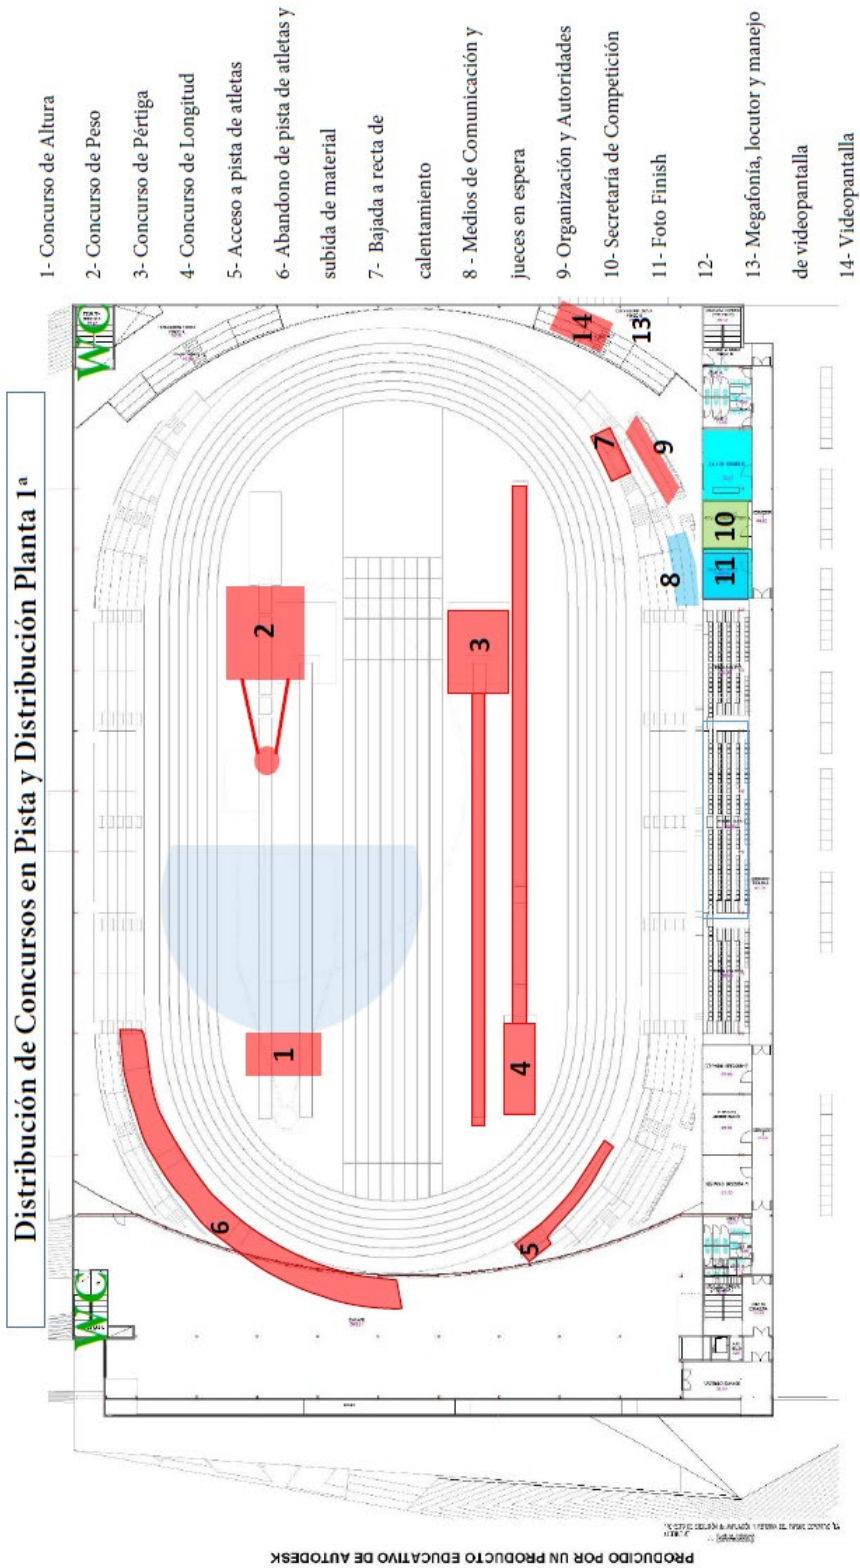 Distribución de Concursos en Pista y Distribución Planta 1ª
1- Concurso de Altura
2- Concurso de Peso
3- Concurso de Pértiga
4- Concurso de Longitud
5- Acceso a pista de atletas
6- Abandono de pista de atletas y
subida de material
7- Bajada a recta de
calentamiento
8 - Medios de Comunicación y
jueces en espera
9- Organización y Autoridades
10- Secretaría de Competición
11- Foto Finish
12-
13- Megafonía, locutor y manejo
de videopantalla
14- Videopantalla
WC
WC
6
1
2
3
4
5
7
8
9
10
11
13
14
PRODUCIDO POR UN PRODUCTO EDUCATIVO DE AUTODESK